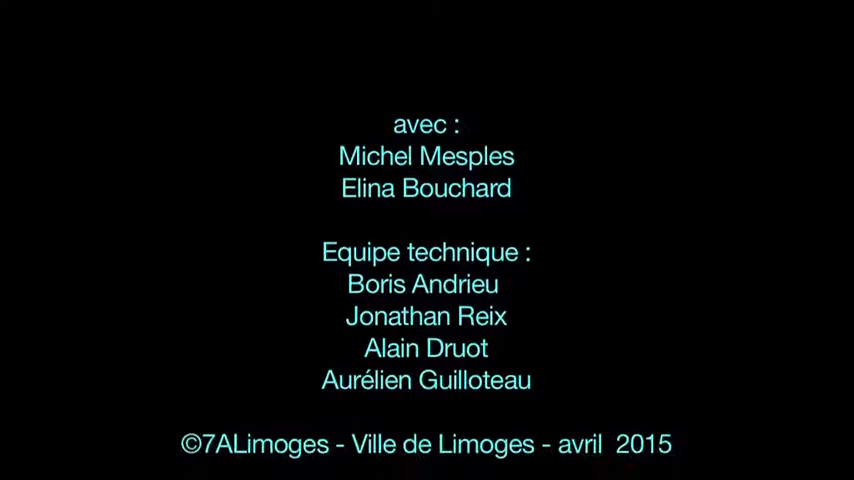 avec :
Michel Mesples
Elina Bouchard
Equipe technique :
Boris Andrieu
Jonathan Reix
Alain Druot
Aurélien Guilloteau
©7ALimoges - Ville de Limoges - avril 2015